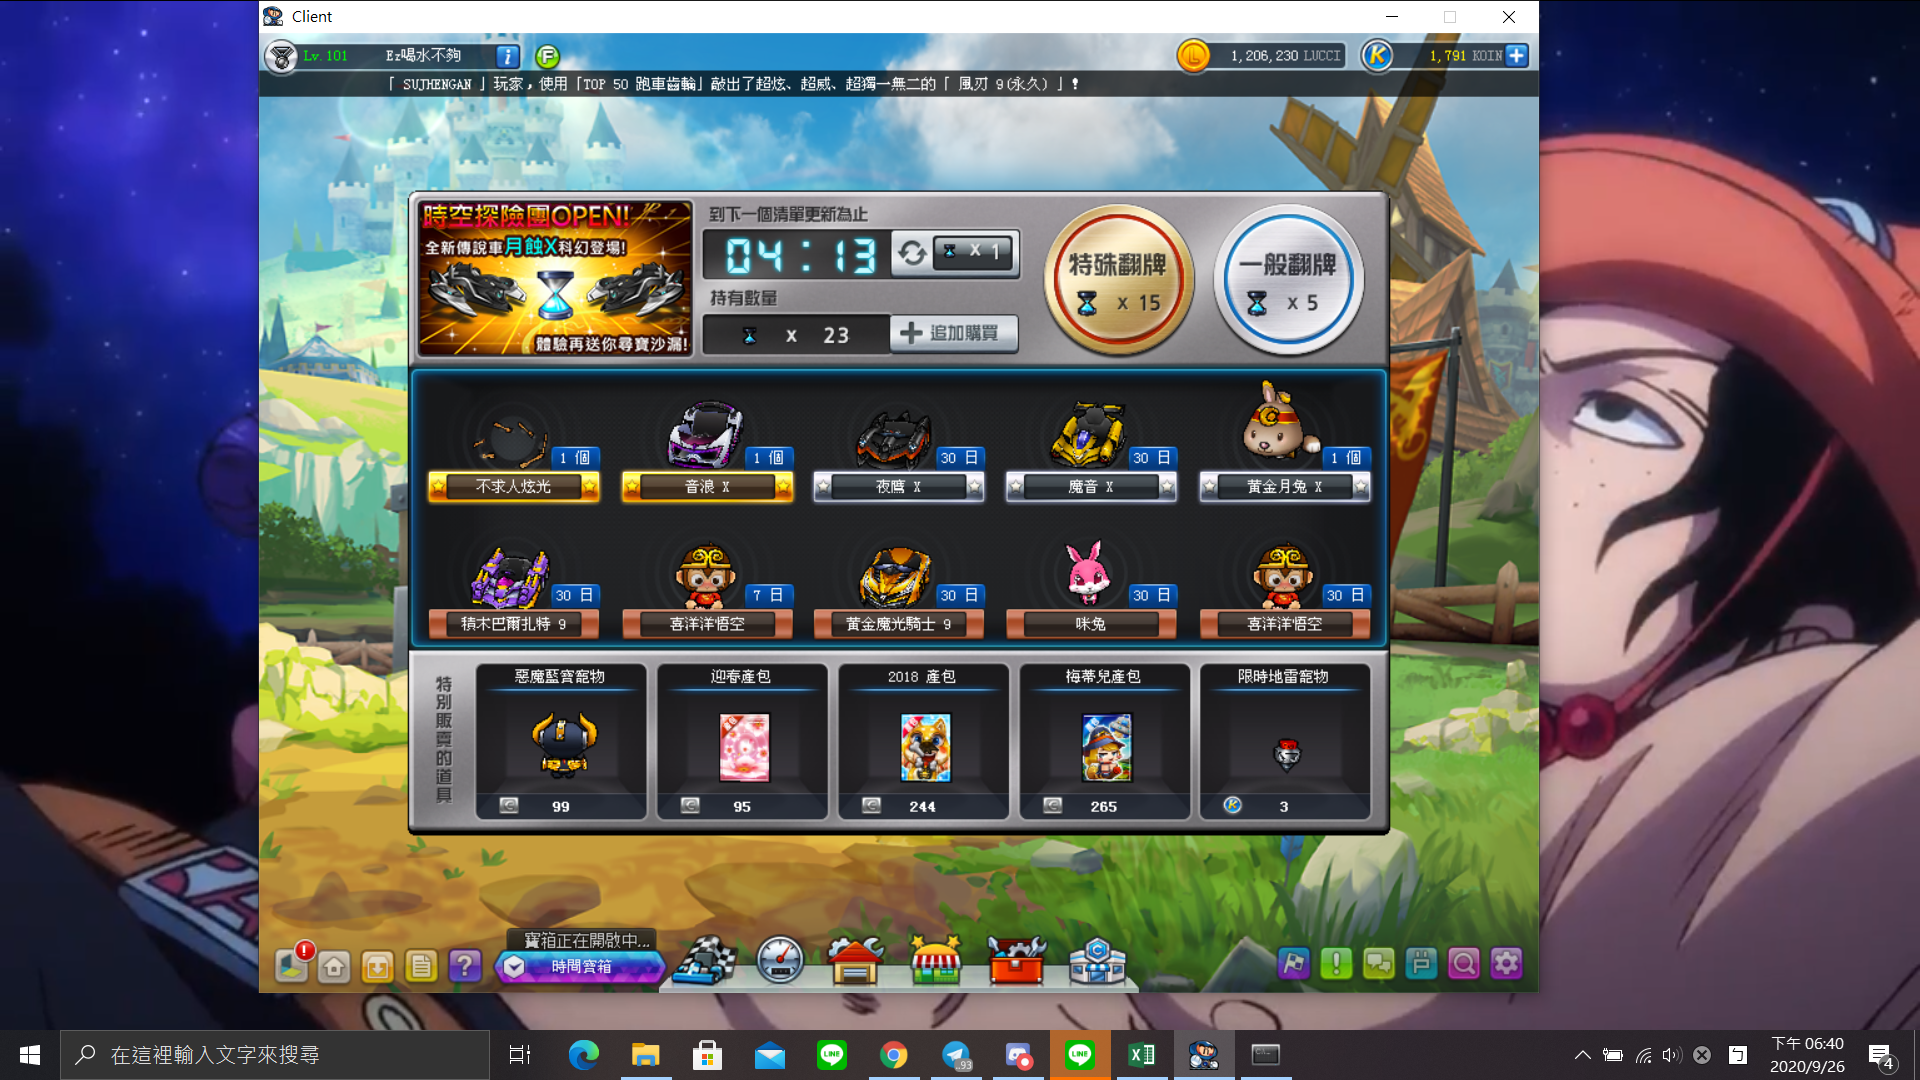 Client
Lv. 101 Ez喝水不夠 i F L 1,206,230 LUCCI K 1,791 KOIN
「 SUJHENGAN 」玩家，使用「TOP 50 跑車齒輪」敲出了超炫、超威、超獨一無二的「 風刃 9(永久) 」！
時空探險團OPEN!
全新傳說車月蝕X科幻登場!
體驗再送你尋寶沙漏!
到下一個清單更新為止
04:13 x 1
持有數量
x 23 追加購買
特殊翻牌
x 15
一般翻牌
x 5
1 個 1 個 30 日 30 日 1 個
不求人炫光 音浪 X 夜鷹 X 魔音 X 黃金月兔 X
30 日 7 日 30 日 30 日 30 日
積木巴爾扎特 9 喜洋洋悟空 黃金魔光騎士 9 咪兔 喜洋洋悟空
特別販賣的道具
惡魔藍寶寵物 迎春產包 2018 產包 梅蒂兒產包 限時地雷寵物
C 99 C 95 C 244 C 265 K 3
寶箱正在開啟中...
時間寶箱
在這裡輸入文字來搜尋
LINE
93
LINE
下午 06:40
2020/9/26
4